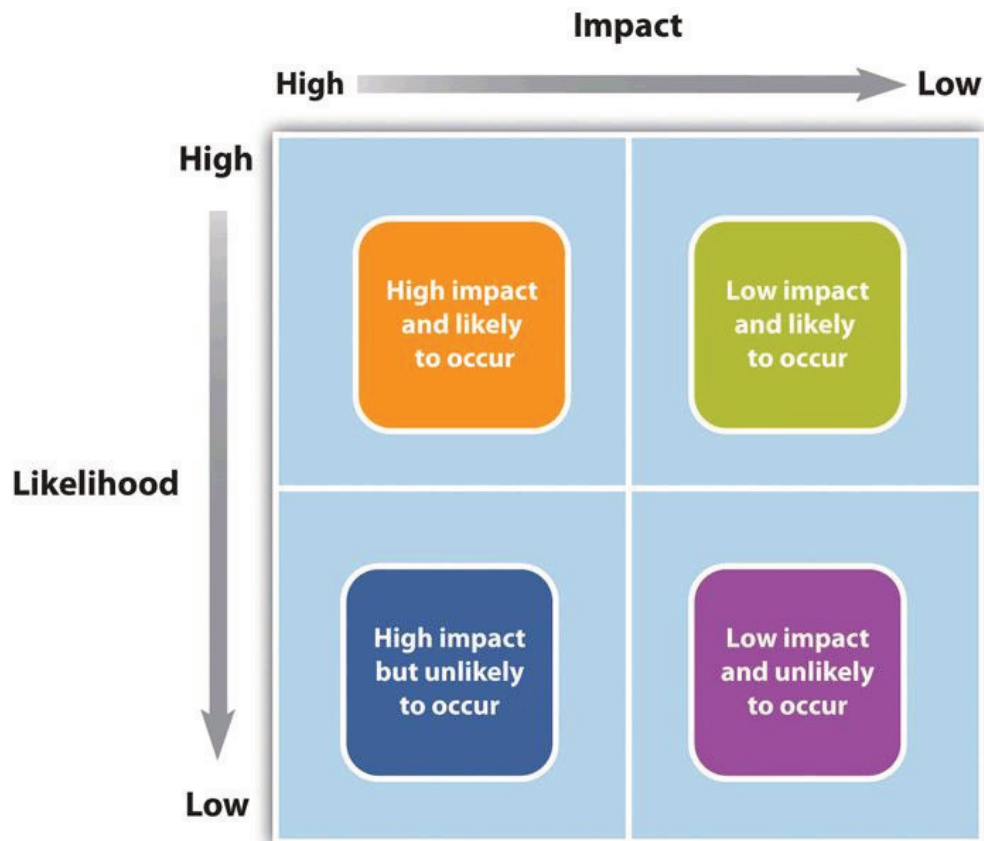 Impact
High
Low
High
High impact
and likely
to occur
Low impact
and likely
to occur
Likelihood
High impact
but unlikely
to occur
Low impact
and unlikely
to occur
Low